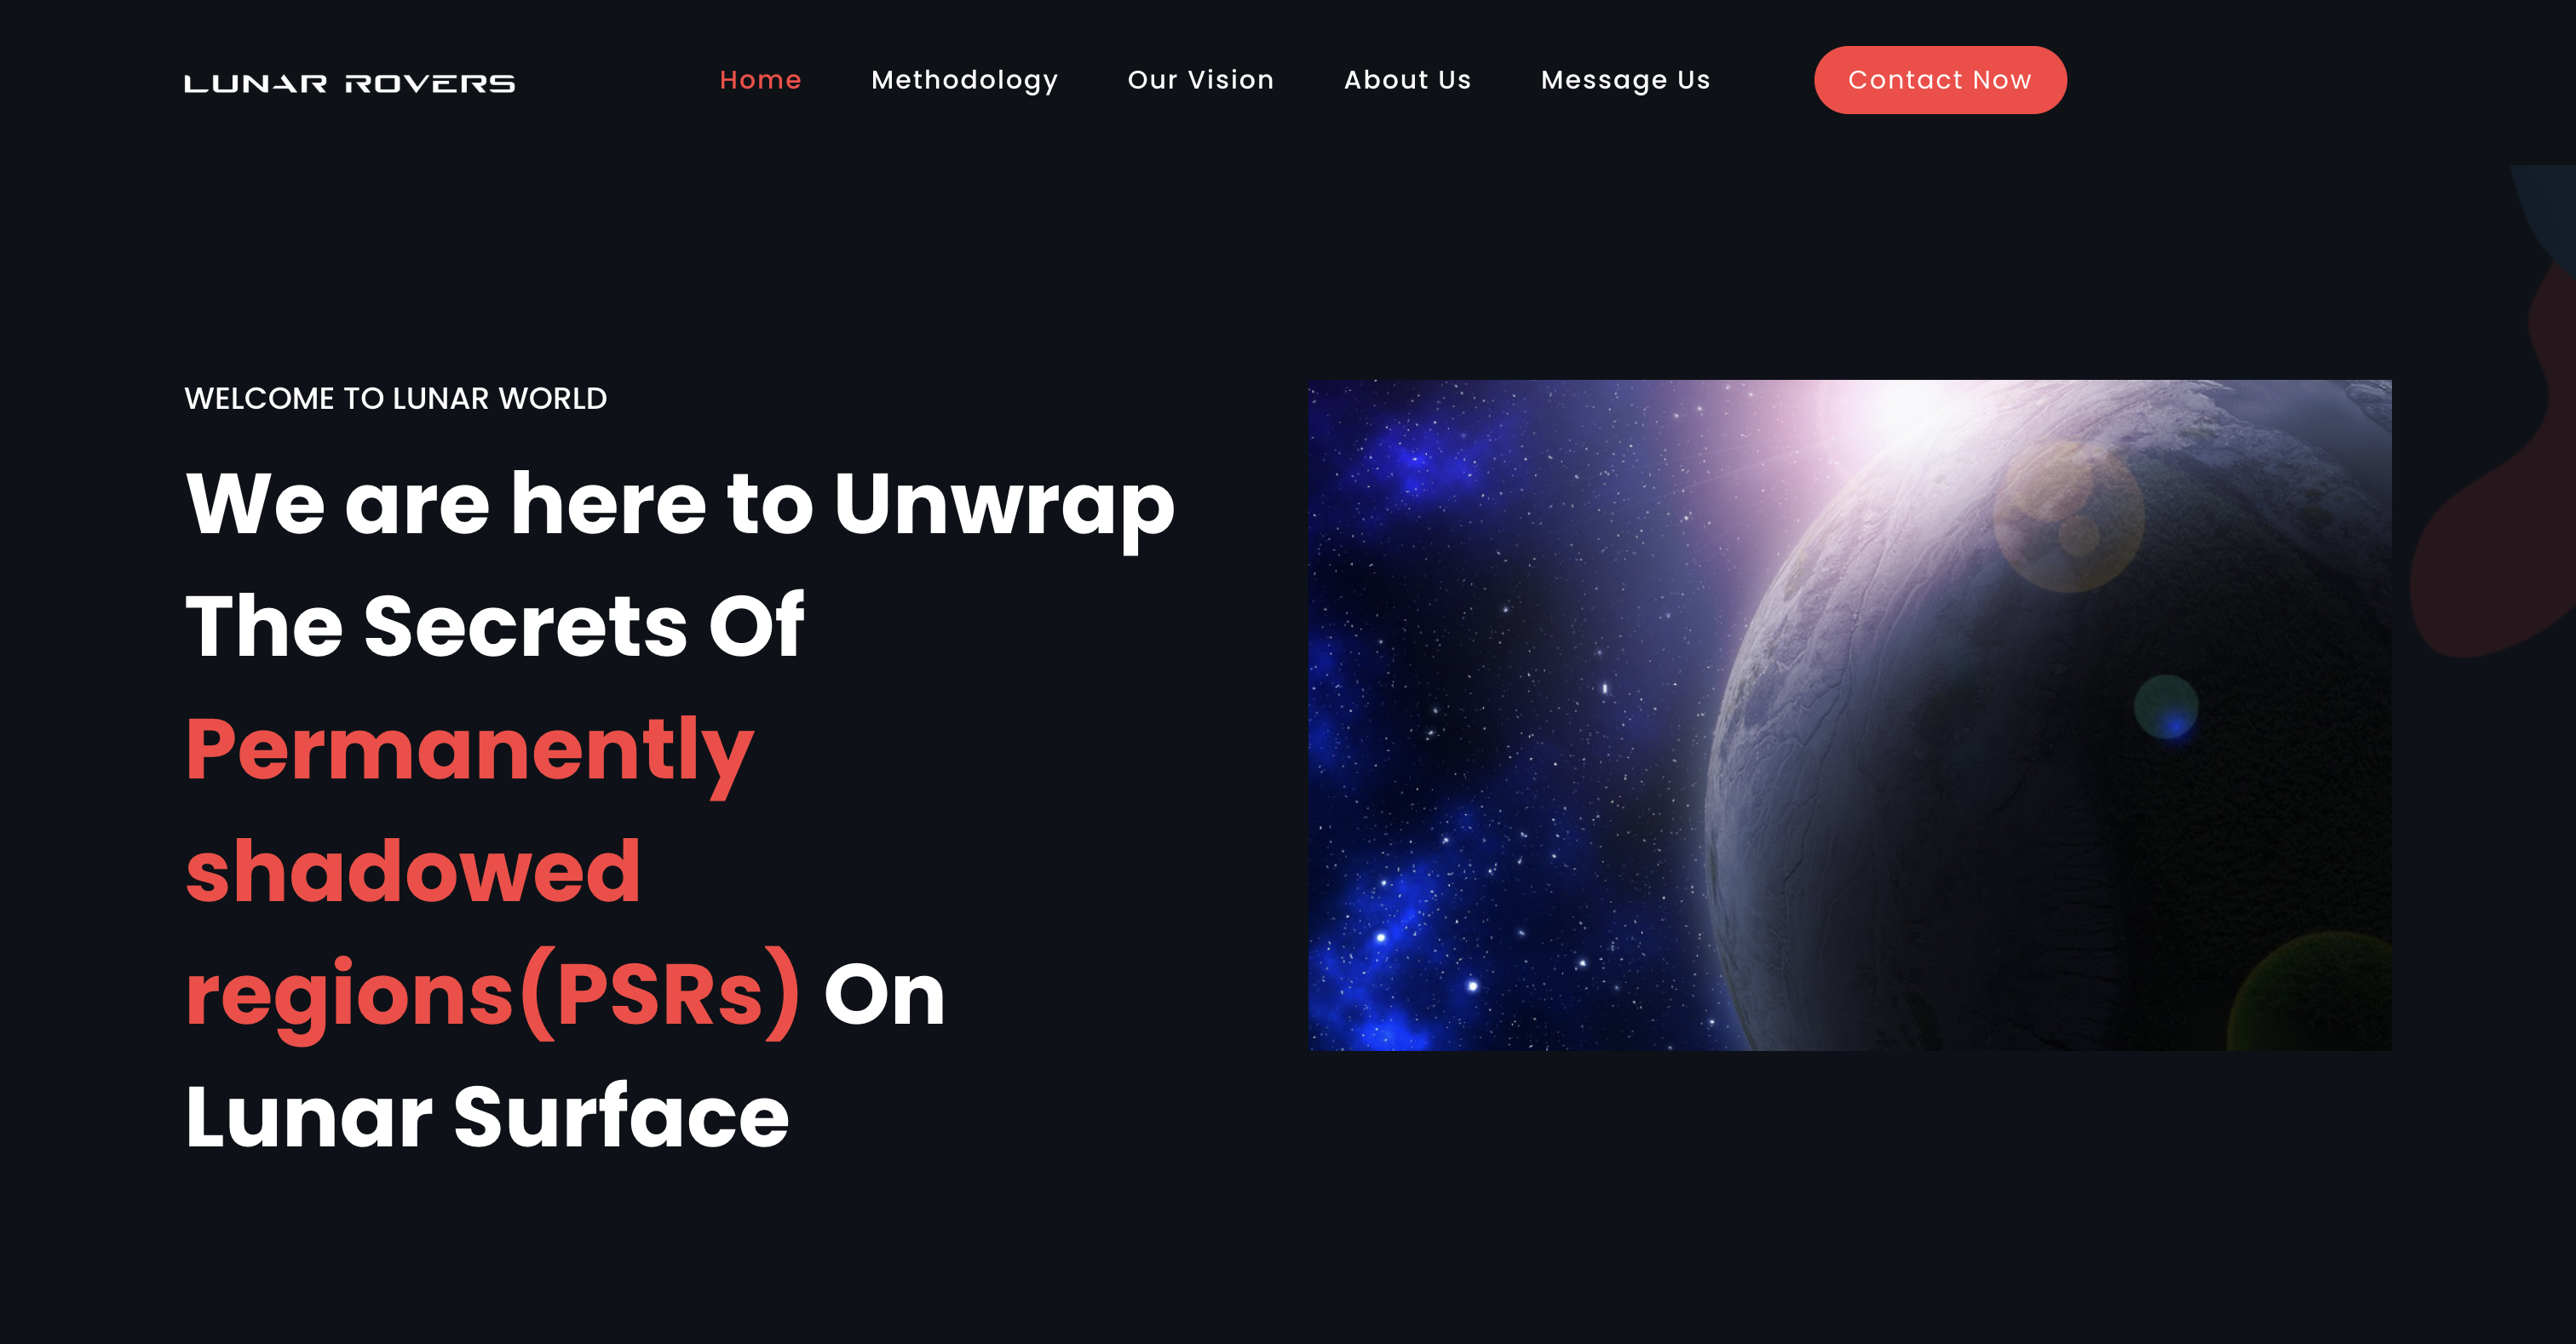 LUNAR ROVERS
Home
Methodology
Our Vision
About Us
Message Us
Contact Now
WELCOME TO LUNAR WORLD
We are here to Unwrap
The Secrets Of
Permanently
shadowed
regions(PSRs) On
Lunar Surface